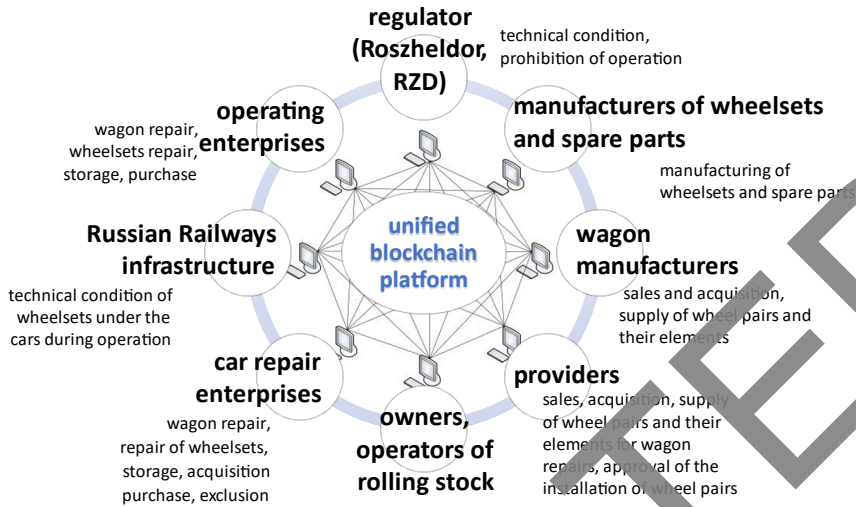 regulator
(Roszheldor,
RZD)
technical condition,
prohibition of operation
manufacturers of wheelsets
and spare parts
manufacturing of
wheelsets and spare parts
wagon
manufacturers
sales and acquisition,
supply of wheel pairs and
their elements
providers
sales, acquisition, supply
of wheel pairs and their
elements for wagon
repairs, approval of the
installation of wheel pairs
owners,
operators of
rolling stock
car repair
enterprises
wagon repair,
repair of wheelsets,
storage, acquisition
purchase, exclusion
Russian Railways
infrastructure
technical condition of
wheelsets under the
cars during operation
operating
enterprises
wagon repair,
wheelsets repair,
storage, purchase
unified
blockchain
platform